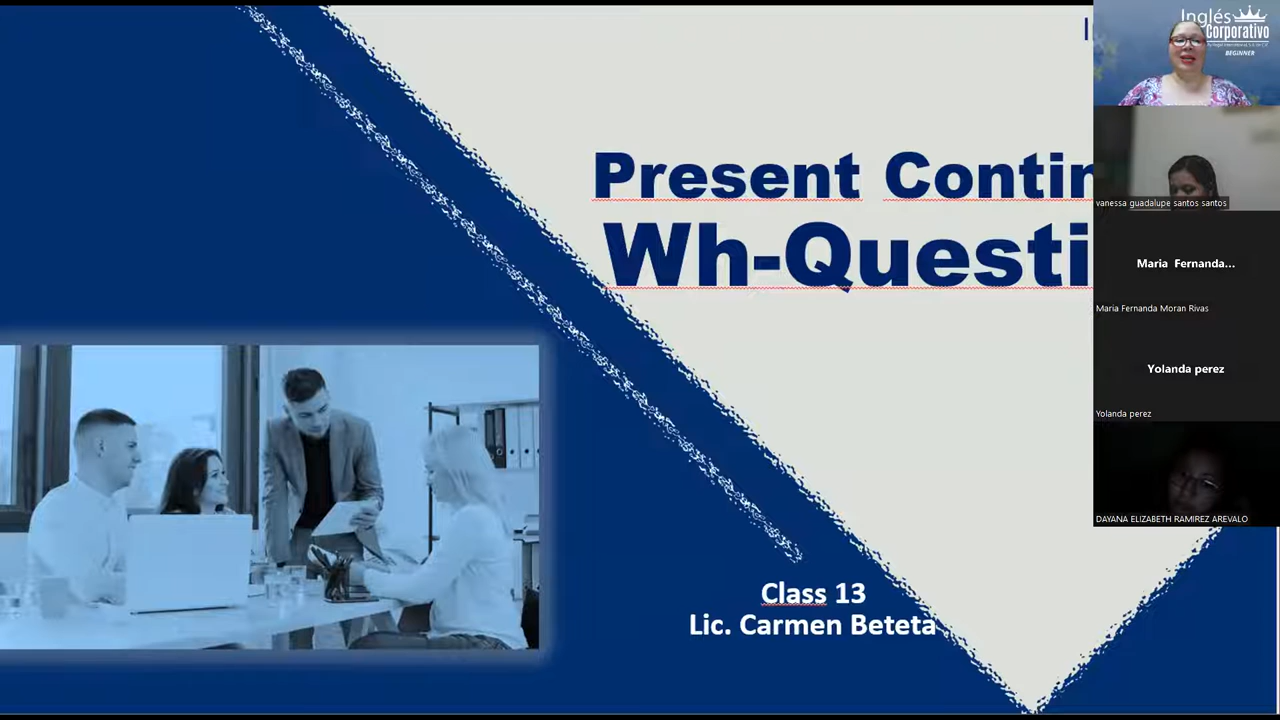 Present Contin
Wh-Questi
Class 13
Lic. Carmen Beteta
Inglés
Corporativo
BEGINNER
vanessa guadalupe santos santos
Maria Fernanda...
Maria Fernanda Moran Rivas
Yolanda perez
Yolanda perez
DAYANA ELIZABETH RAMIREZ AREVALO